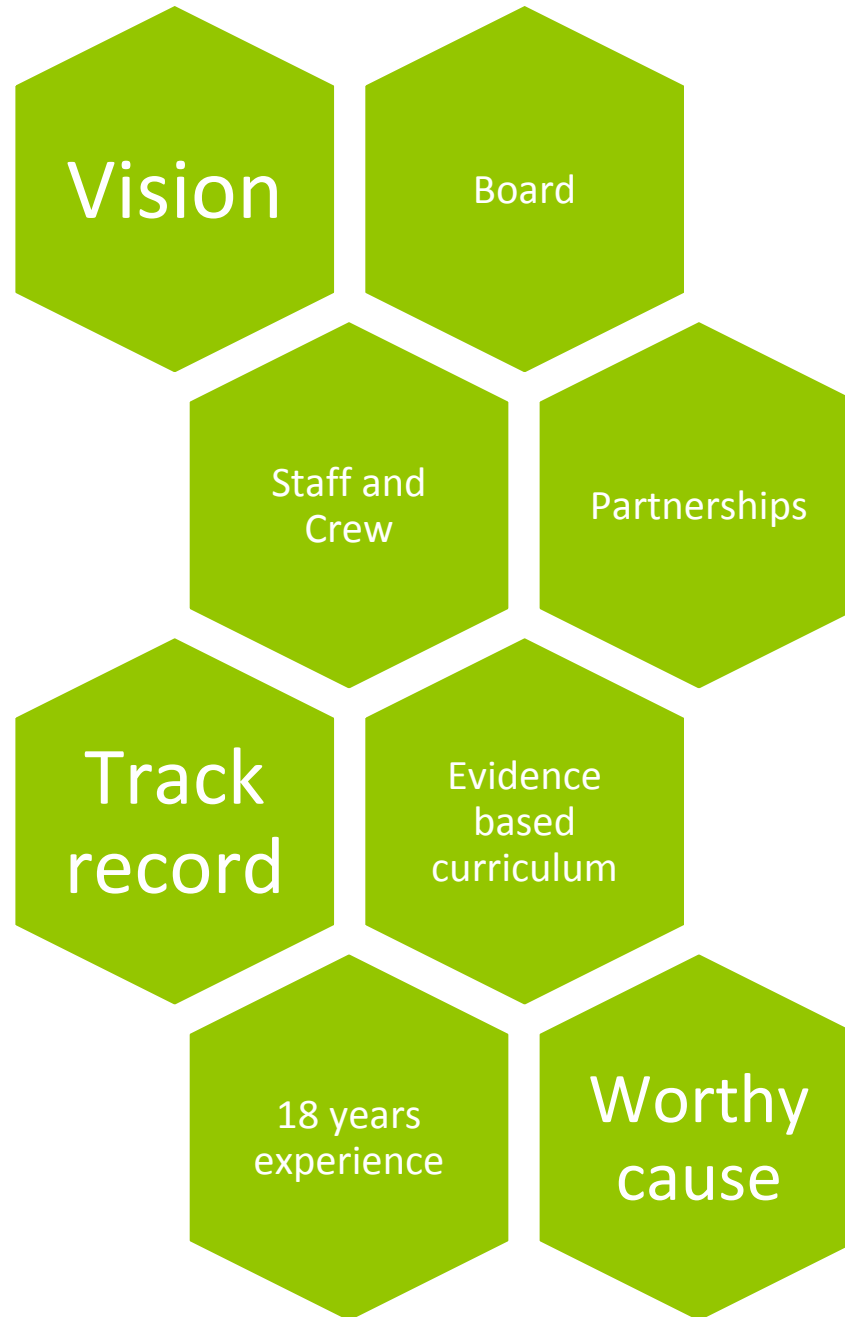 Vision
Board
Staff and
Crew
Partnerships
Track
record
Evidence
based
curriculum
18 years
experience
Worthy
cause